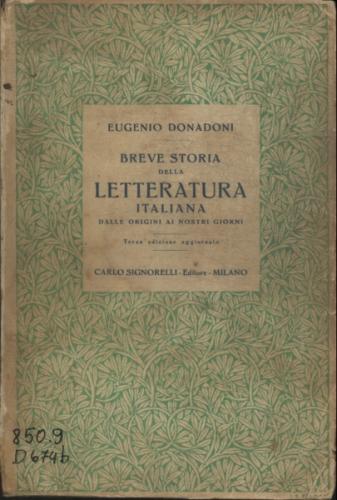 EUGENIO DONADONI
BREVE STORIA
DELLA
LETTERATURA
ITALIANA
DALLE ORIGINI AI NOSTRI GIORNI
Terza edizione aggiornata
CARLO SIGNORELLI - Editore - MILANO
850.9
D674b